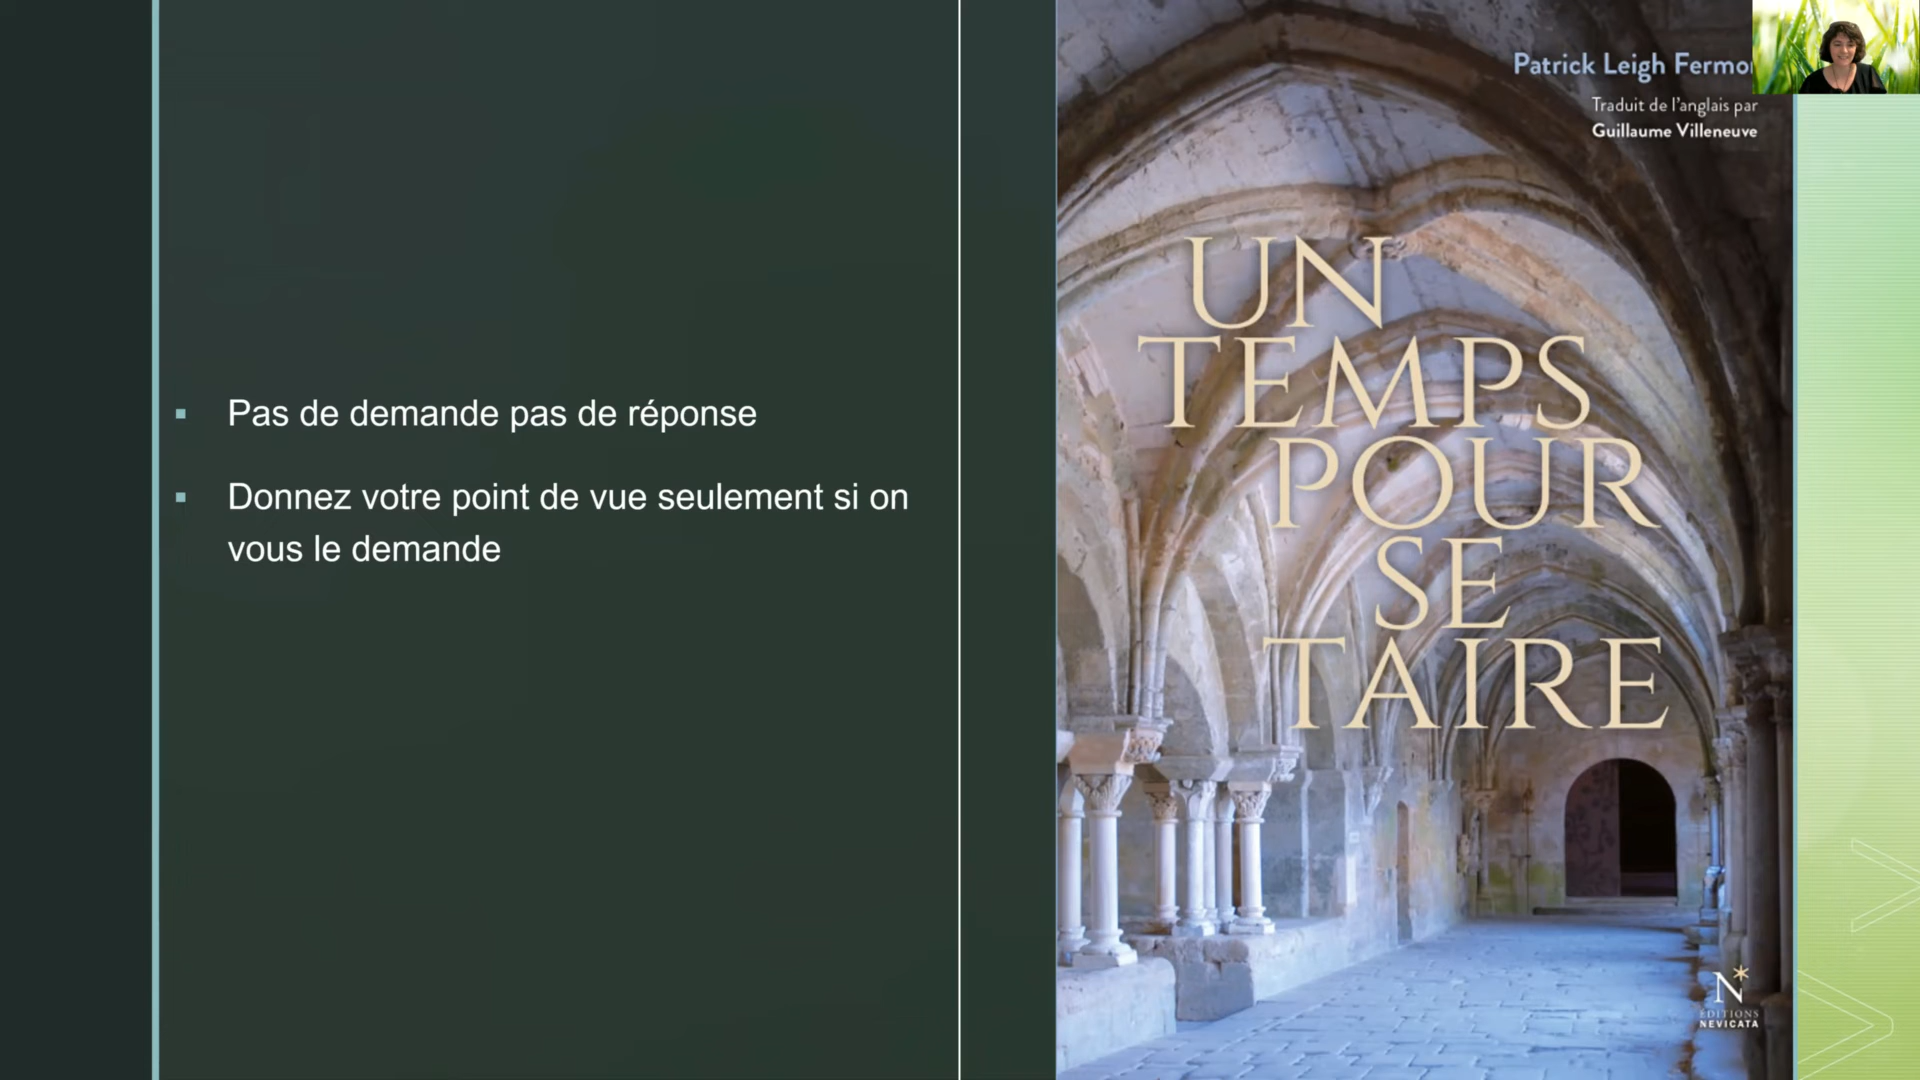 Pas de demande pas de réponse
Donnez votre point de vue seulement si on
vous le demande
Patrick Leigh
Traduit de l'anglais par
Guillaume Villeneuve
UN
TEMPS
POUR
SE
TAIRE
N
ÉDITIONS
NEVICATA